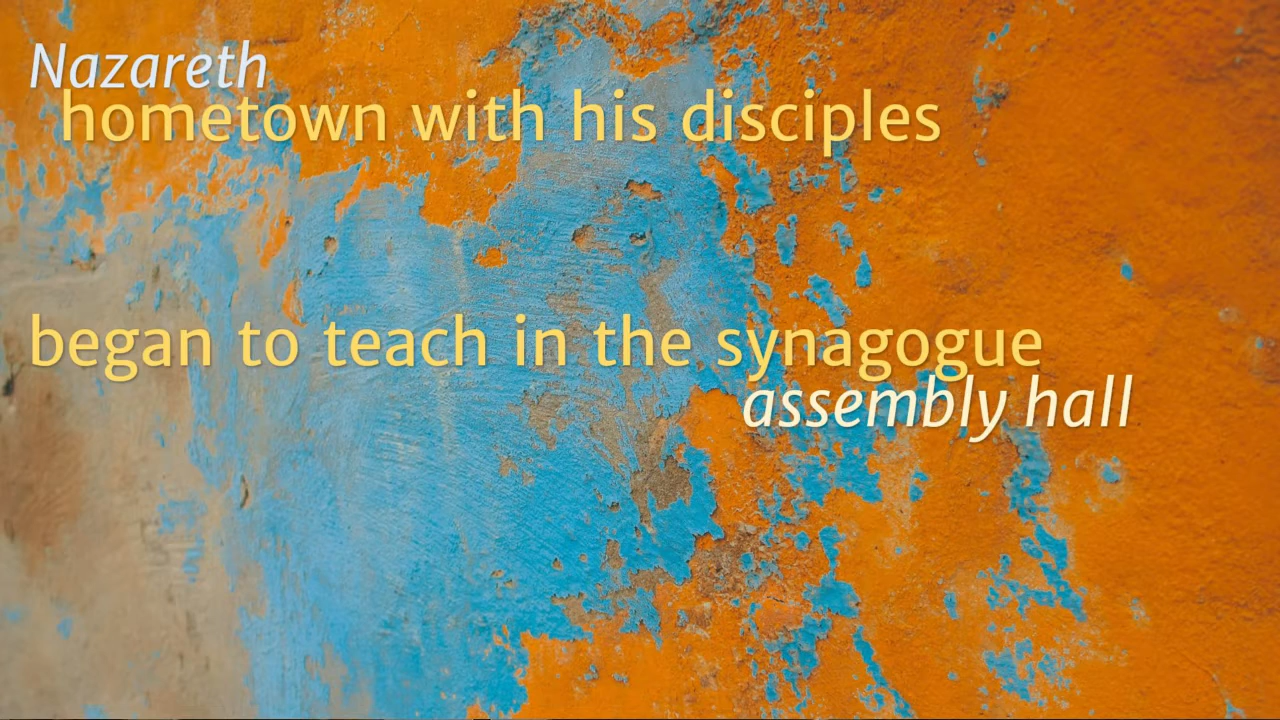 Nazareth
hometown with his disciples
began to teach in the synagogue
assembly hall